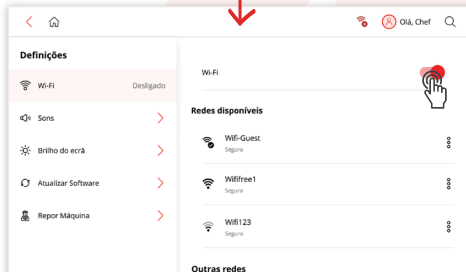 Olá, Chef
Definições
Wi-Fi
Desligado
Sons
Brilho do ecrã
Atualizar Software
Repor Máquina
Wi-Fi
Redes disponíveis
Wifi-Guest
Seguro
Wififree1
Seguro
Wifi123
Seguro
Outras redes